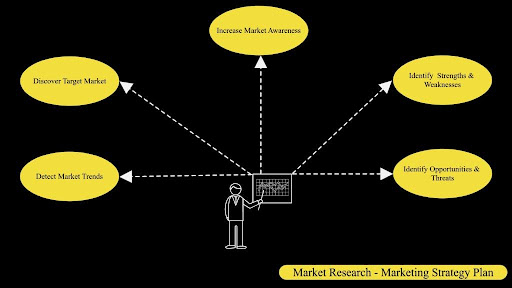 Increase Market Awareness
Discover Target Market
Identify Strengths &
Weaknesses
Detect Market Trends
Identify Opportunities &
Threats
Market Research - Marketing Strategy Plan